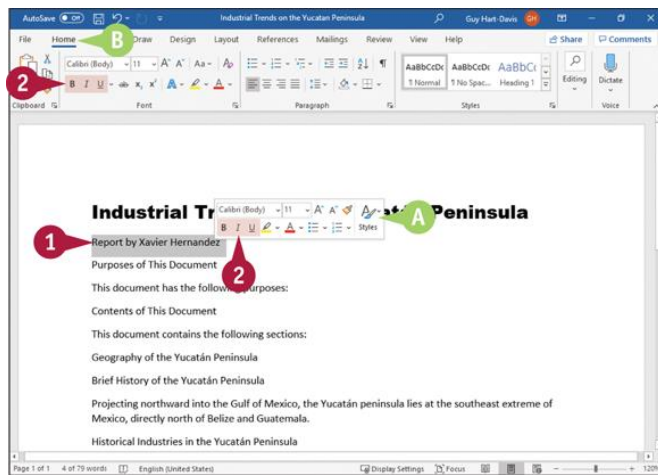 AutoSave Off Industrial Trends on the Yucatan Peninsula Guy Hart-Davis GH
File Home Draw Design Layout References Mailings Review View Help Share Comments
B
2
Calibri (Body) 11 A A Aa A
B I U ab x x A A
AaBbCcDc AaBbCcDc AaBbCc
¶ Normal ¶ No Spac... Heading 1
Editing Dictate
Clipboard Font Paragraph Styles Voice
Industrial Tr Peninsula
Calibri (Body) 11 A A
B I U A Styles
A
1 Report by Xavier Hernandez
2
Purposes of This Document
This document has the following purposes:
Contents of This Document
This document contains the following sections:
Geography of the Yucatán Peninsula
Brief History of the Yucatán Peninsula
Projecting northward into the Gulf of Mexico, the Yucatán peninsula lies at the southeast extreme of
Mexico, directly north of Belize and Guatemala.
Historical Industries in the Yucatán Peninsula
Page 1 of 1 4 of 79 words English (United States) Display Settings Focus 120%